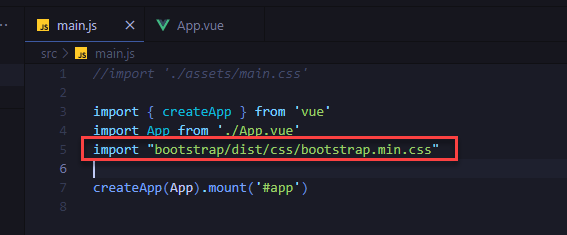 JS main.js X App.vue
src > JS main.js
1 //import './assets/main.css'
2
3 import { createApp } from 'vue'
4 import App from './App.vue'
5 import "bootstrap/dist/css/bootstrap.min.css"
6
7 createApp(App).mount('#app')
8